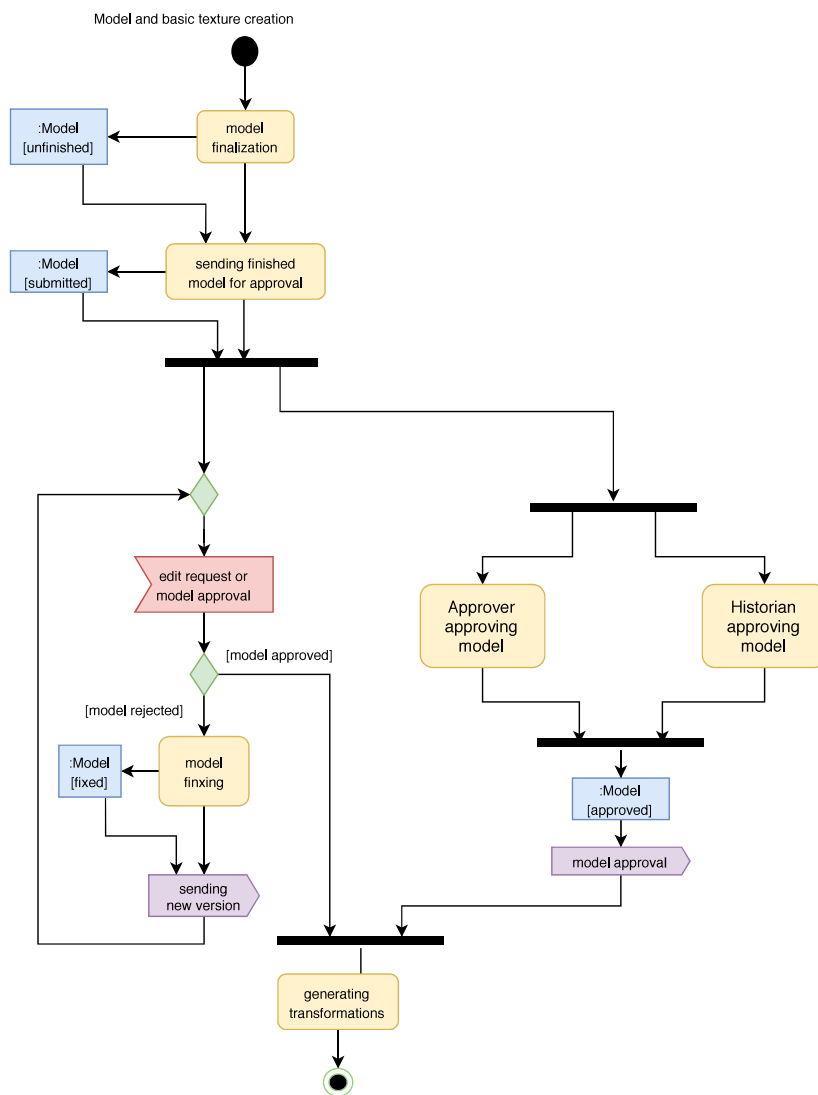 Model and basic texture creation
:Model
[unfinished]
model
finalization
:Model
[submitted]
sending finished
model for approval
edit request or
model approval
[model approved]
[model rejected]
Approver
approving
model
Historian
approving
model
:Model
[fixed]
model
finxing
:Model
[approved]
model approval
sending
new version
generating
transformations